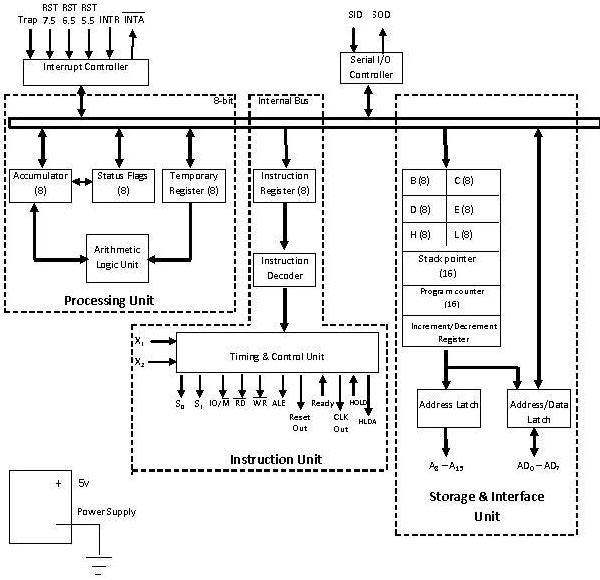 RST RST RST
Trap 7.5 6.5 5.5 INTR INTA
SID SOD
Interrupt Controller
Serial I/O
Controller
8-bit Internal Bus
Accumulator
(8)
Status Flags
(8)
Temporary
Register (8)
Instruction
Register (8)
B (8) C (8)
D (8) E (8)
H (8) L (8)
Arithmetic
Logic Unit
Instruction
Decoder
Stack pointer
(16)
Program counter
(16)
Increment/Decrement
Register
Processing Unit
X1
X2
Timing & Control Unit
S0 S1 IO/M RD WR ALE Reset Out Ready CLK Out HOLD HLDA
Address Latch
Address/Data
Latch
Instruction Unit
A8 – A15 AD0 – AD7
Storage & Interface
Unit
+ 5v
Power Supply